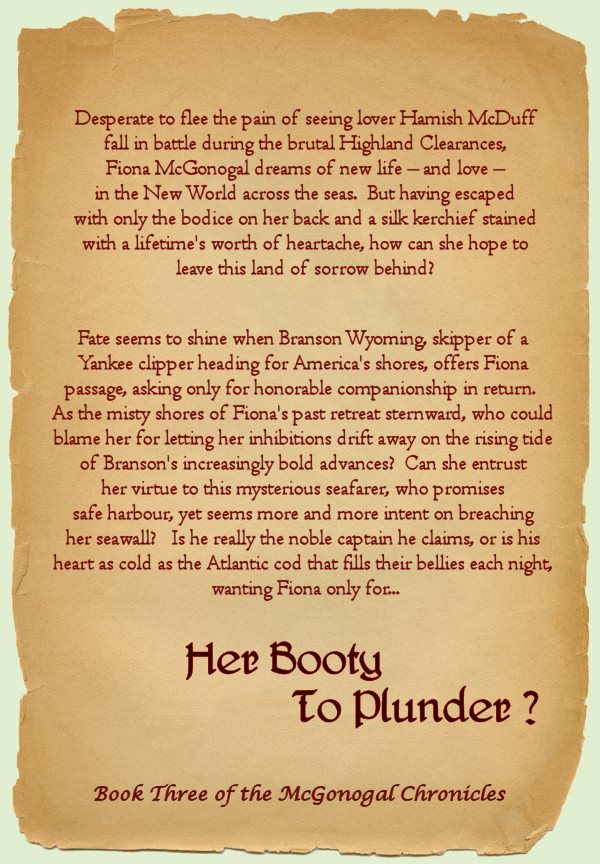 Desperate to flee the pain of seeing lover Hamish McDuff
fall in battle during the brutal Highland Clearances,
Fiona McGonogal dreams of new life – and love –
in the New World across the seas. But having escaped
with only the bodice on her back and a silk kerchief stained
with a lifetime's worth of heartache, how can she hope to
leave this land of sorrow behind?
Fate seems to shine when Branson Wyoming, skipper of a
Yankee clipper heading for America's shores, offers Fiona
passage, asking only for honorable companionship in return.
As the misty shores of Fiona's past retreat sternward, who could
blame her for letting her inhibitions drift away on the rising tide
of Branson's increasingly bold advances? Can she entrust
her virtue to this mysterious seafarer, who promises
safe harbour, yet seems more and more intent on breaching
her seawall? Is he really the noble captain he claims, or is his
heart as cold as the Atlantic cod that fills their bellies each night,
wanting Fiona only for...
Her Booty
To Plunder ?
Book Three of the McGonogal Chronicles